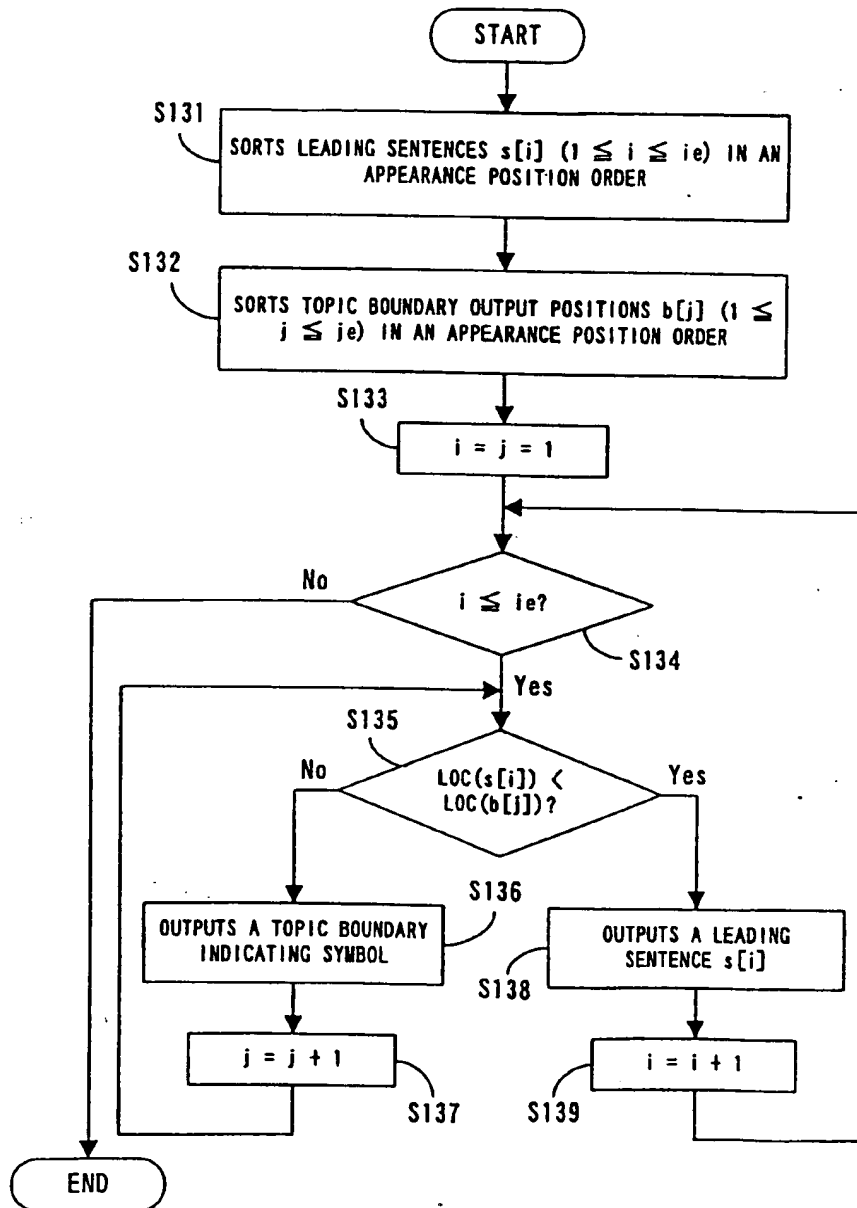 START
S131
SORTS LEADING SENTENCES s[i] (1 ≦ i ≦ ie) IN AN
APPEARANCE POSITION ORDER
S132
SORTS TOPIC BOUNDARY OUTPUT POSITIONS b[j] (1 ≦
j ≦ je) IN AN APPEARANCE POSITION ORDER
S133
i = j = 1
No
i ≦ ie?
S134
Yes
S135
No
LOC(s[i]) <
LOC(b[j])?
Yes
S136
OUTPUTS A TOPIC BOUNDARY
INDICATING SYMBOL
OUTPUTS A LEADING
SENTENCE s[i]
S138
j = j + 1
S137
i = i + 1
S139
END